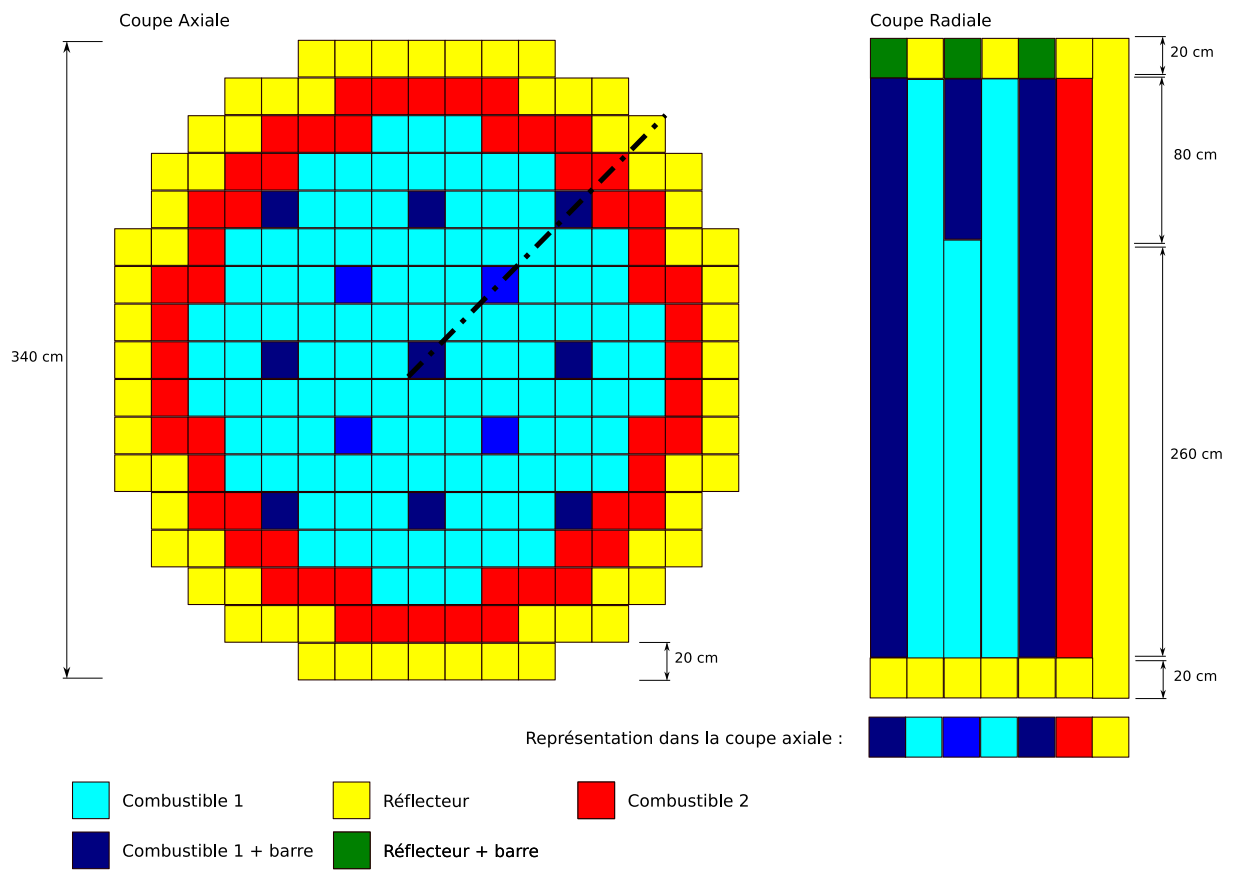 Coupe Axiale
Coupe Radiale
20 cm
80 cm
340 cm
260 cm
20 cm
20 cm
Représentation dans la coupe axiale :
Combustible 1
Réflecteur
Combustible 2
Combustible 1 + barre
Réflecteur + barre